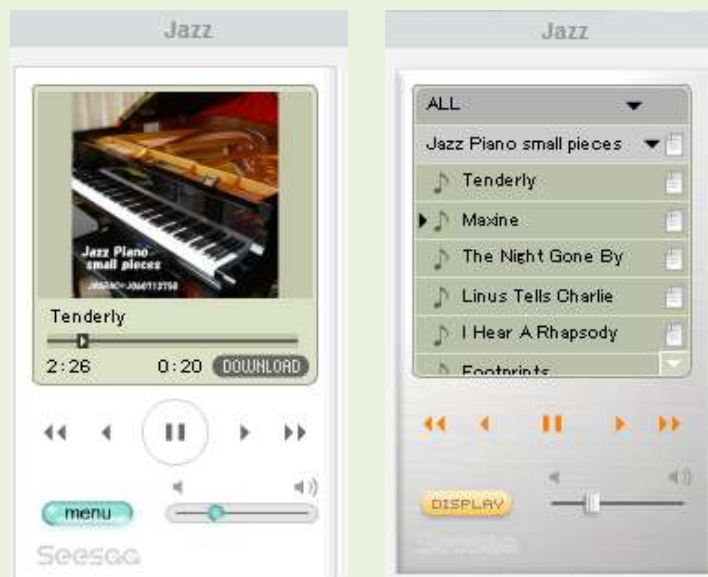 Jazz
Jazz Piano
small pieces
Tenderly
2:26 0:20 DOWNLOAD
menu
Seesaa
Jazz
ALL
Jazz Piano small pieces
Tenderly
Maxine
The Night Gone By
Linus Tells Charlie
I Hear A Rhapsody
Footprints
DISPLAY